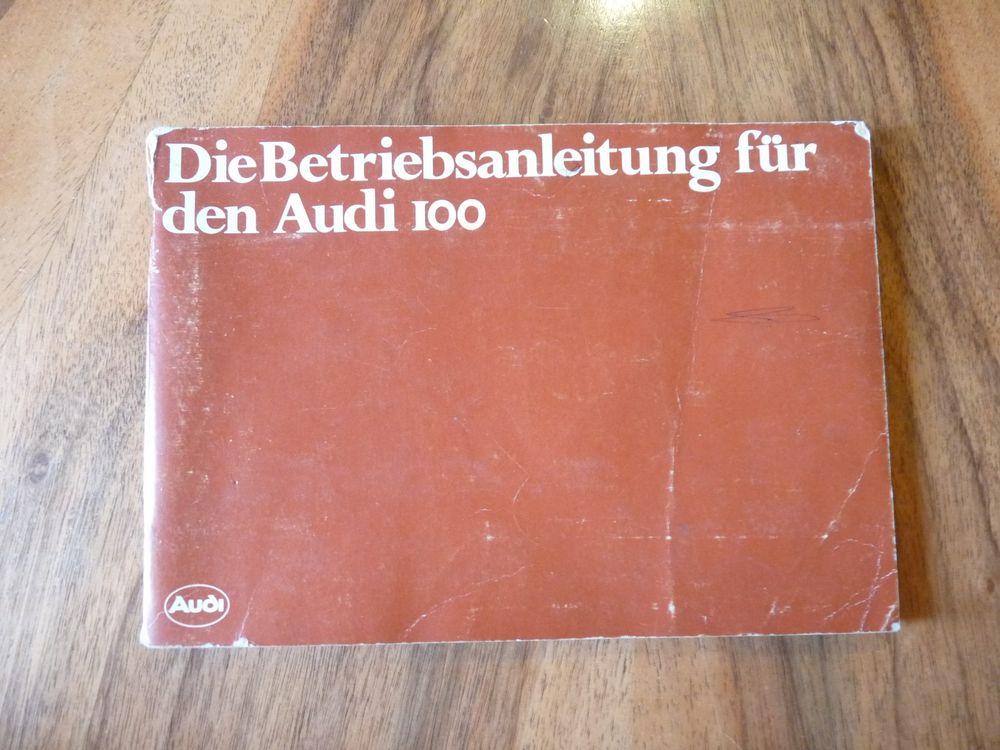 Die Betriebsanleitung für
den Audi 100
Audi